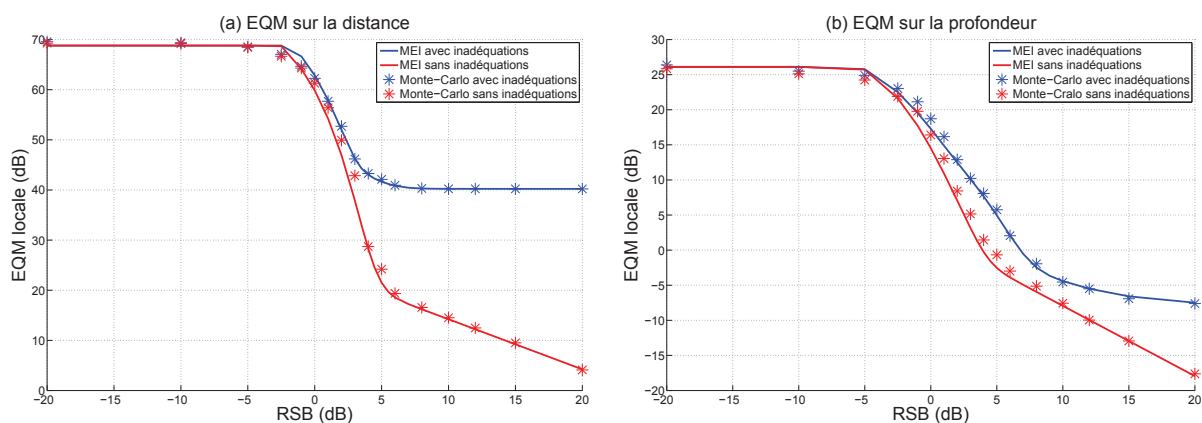 (a) EQM sur la distance
70
60
50
40
30
20
10
0
−20
−15
−10
−5
0
5
10
15
20
EQM locale (dB)
RSB (dB)
MEI avec inadéquations
MEI sans inadéquations
Monte-Carlo avec inadéquations
Monte-Carlo sans inadéquations
(b) EQM sur la profondeur
30
25
20
15
10
5
0
−5
−10
−15
−20
−20
−15
−10
−5
0
5
10
15
20
EQM locale (dB)
RSB (dB)
MEI avec inadéquations
MEI sans inadéquations
Monte-Carlo avec inadéquations
Monte-Cralo sans inadéquations